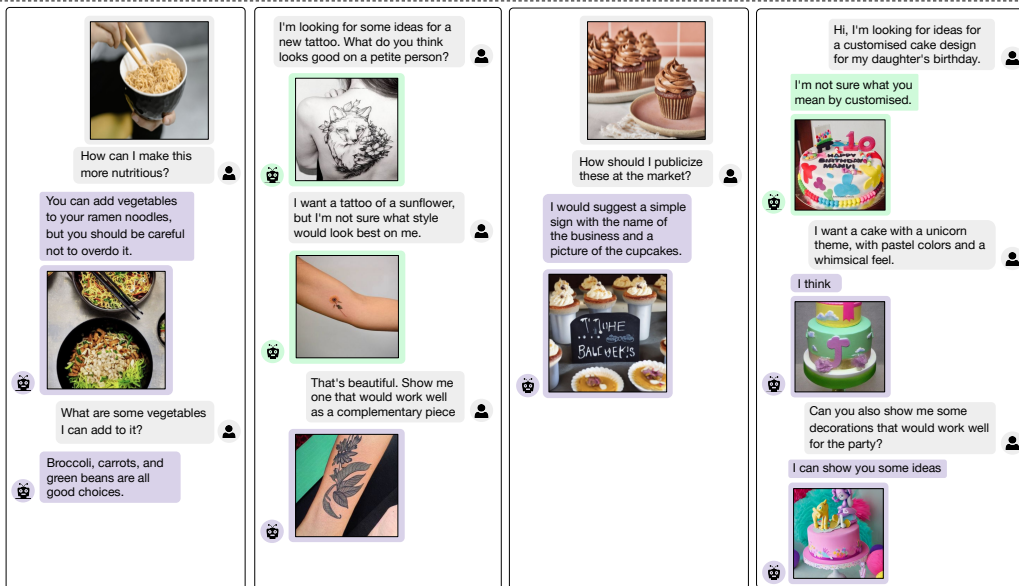 How can I make this
more nutritious?
You can add vegetables
to your ramen noodles,
but you should be careful
not to overdo it.
What are some vegetables
I can add to it?
Broccoli, carrots, and
green beans are all
good choices.
I'm looking for some ideas for a
new tattoo. What do you think
looks good on a petite person?
I want a tattoo of a sunflower,
but I'm not sure what style
would look best on me.
That's beautiful. Show me
one that would work well
as a complementary piece
How should I publicize
these at the market?
I would suggest a simple
sign with the name of
the business and a
picture of the cupcakes.
Hi, I'm looking for ideas for
a customised cake design
for my daughter's birthday.
I'm not sure what you
mean by customised.
10
HAPPY
BIRTHDAY
I want a cake with a unicorn
theme, with pastel colors and a
whimsical feel.
I think
Can you also show me some
decorations that would work well
for the party?
I can show you some ideas